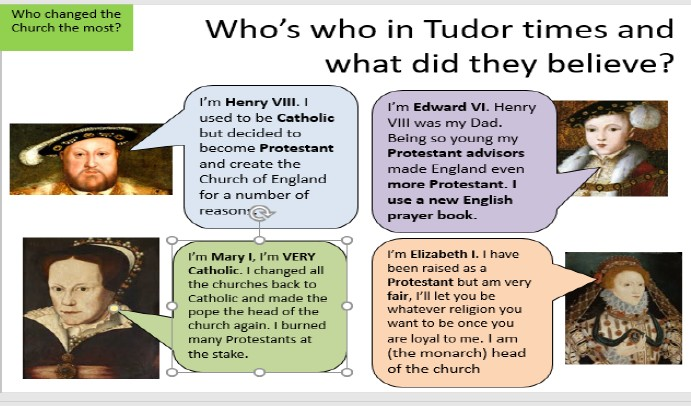 Who changed the
Church the most?
Who's who in Tudor times and
what did they believe?
I'm Henry VIII. I
used to be Catholic
but decided to
become Protestant
and create the
Church of England
for a number of
reasons
I'm Edward VI. Henry
VIII was my Dad.
Being so young my
Protestant advisors
made England even
more Protestant. I
use a new English
prayer book.
I'm Mary I, I'm VERY
Catholic. I changed all
the churches back to
Catholic and made the
pope the head of the
church again. I burned
many Protestants at
the stake.
I'm Elizabeth I. I have
been raised as a
Protestant but am very
fair, I'll let you be
whatever religion you
want to be once you
are loyal to me. I am
(the monarch) head
of the church